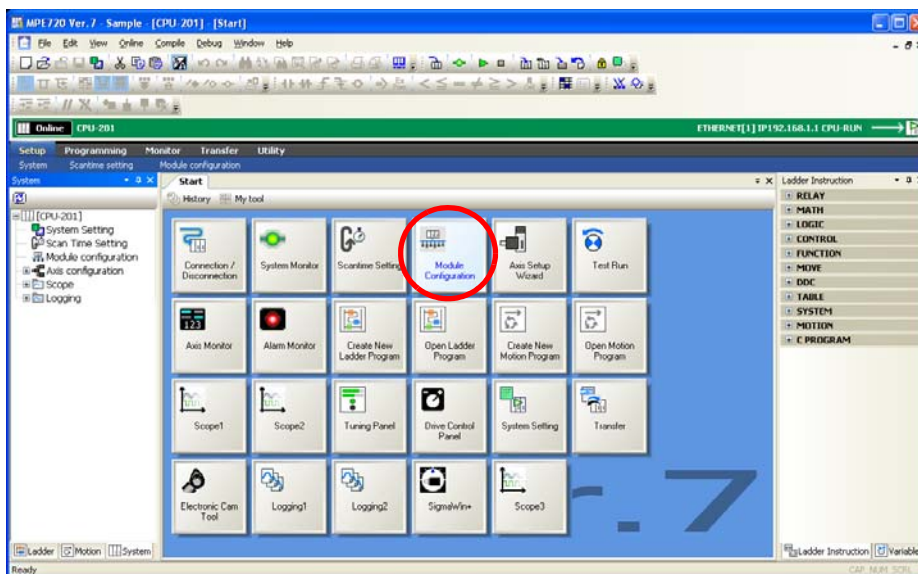 MPE720 Ver.7 - Sample - [CPU-201] - [Start]
File Edit View Online Compile Debug Window Help
Online CPU-201
ETHERNET[1] IP192.168.1.1 CPU-RUN
Setup Programming Monitor Transfer Utility
System Scantime setting Module configuration
System
[CPU-201]
System Setting
Scan Time Setting
Module configuration
Axis configuration
Scope
Logging
Start
History My tool
Connection / Disconnection
System Monitor
Scantime Setting
Module Configuration
Axis Setup Wizard
Test Run
Axis Monitor
Alarm Monitor
Create New Ladder Program
Open Ladder Program
Create New Motion Program
Open Motion Program
Scope1
Scope2
Tuning Panel
Drive Control Panel
System Setting
Transfer
Electronic Cam Tool
Logging1
Logging2
SigmaWin+
Scope3
r.7
Ladder Instruction
RELAY
MATH
LOGIC
CONTROL
FUNCTION
MOVE
DDC
TABLE
SYSTEM
MOTION
C PROGRAM
Ladder Motion System
Ladder Instruction Variable
Ready
CAP NUM SCRL